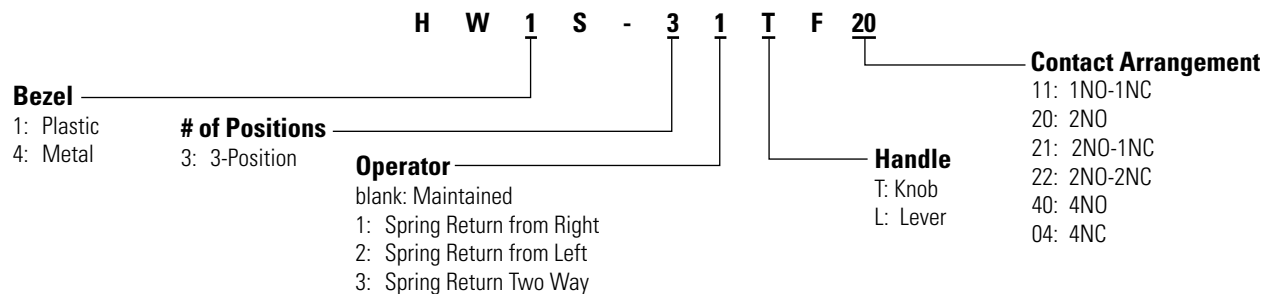 H W 1 S - 3 1 T F 20
Bezel
1: Plastic
4: Metal
# of Positions
3: 3-Position
Operator
blank: Maintained
1: Spring Return from Right
2: Spring Return from Left
3: Spring Return Two Way
Handle
T: Knob
L: Lever
Contact Arrangement
11: 1NO-1NC
20: 2NO
21: 2NO-1NC
22: 2NO-2NC
40: 4NO
04: 4NC